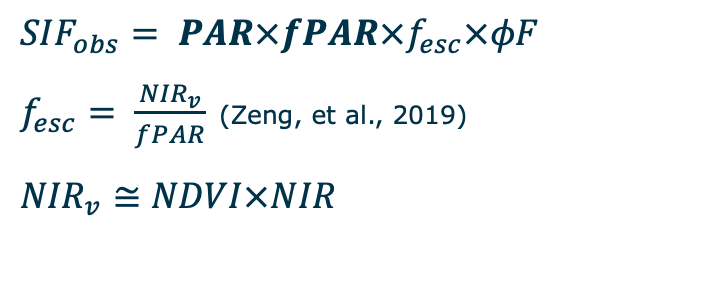 SIF_obs = PAR×fPAR×f_esc×ϕF
f_esc = NIR_v / fPAR (Zeng, et al., 2019)
NIR_v ≅ NDVI×NIR